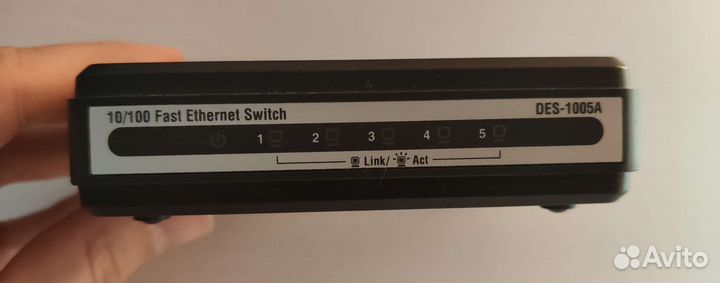 10/100 Fast Ethernet Switch DES-1005A
1 2 3 4 5
Link/ Act
Avito